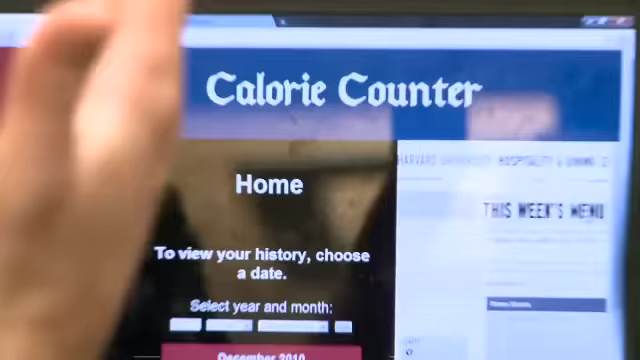 Calorie Counter
HARVARD UNIVERSITY HOSPITALITY & DINING
Home
THIS WEEK'S MENU
To view your history, choose
a date.
Select year and month:
December 2010